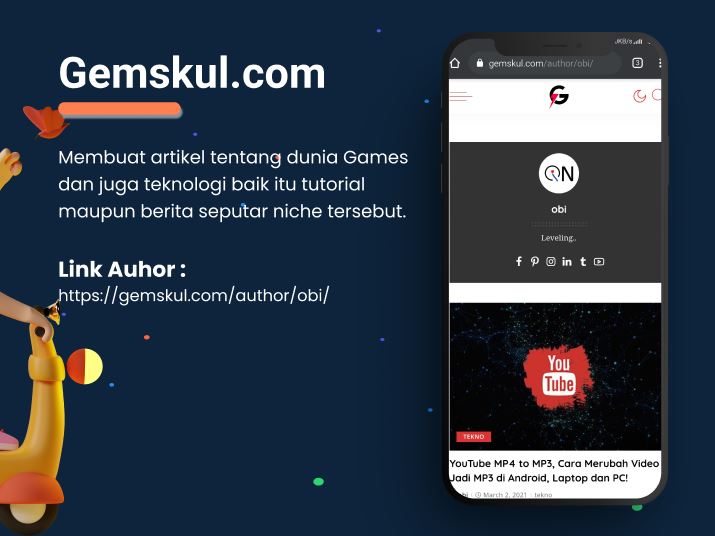 Gemskul.com
Membuat artikel tentang dunia Games
dan juga teknologi baik itu tutorial
maupun berita seputar niche tersebut.
Link Auhor :
https://gemskul.com/author/obi/
gemskul.com/author/obi/
3
obi
Leveling..
You
Tube
TEKNO
YouTube MP4 to MP3, Cara Merubah Video
Jadi MP3 di Android, Laptop dan PC!
March 2, 2021 tekno